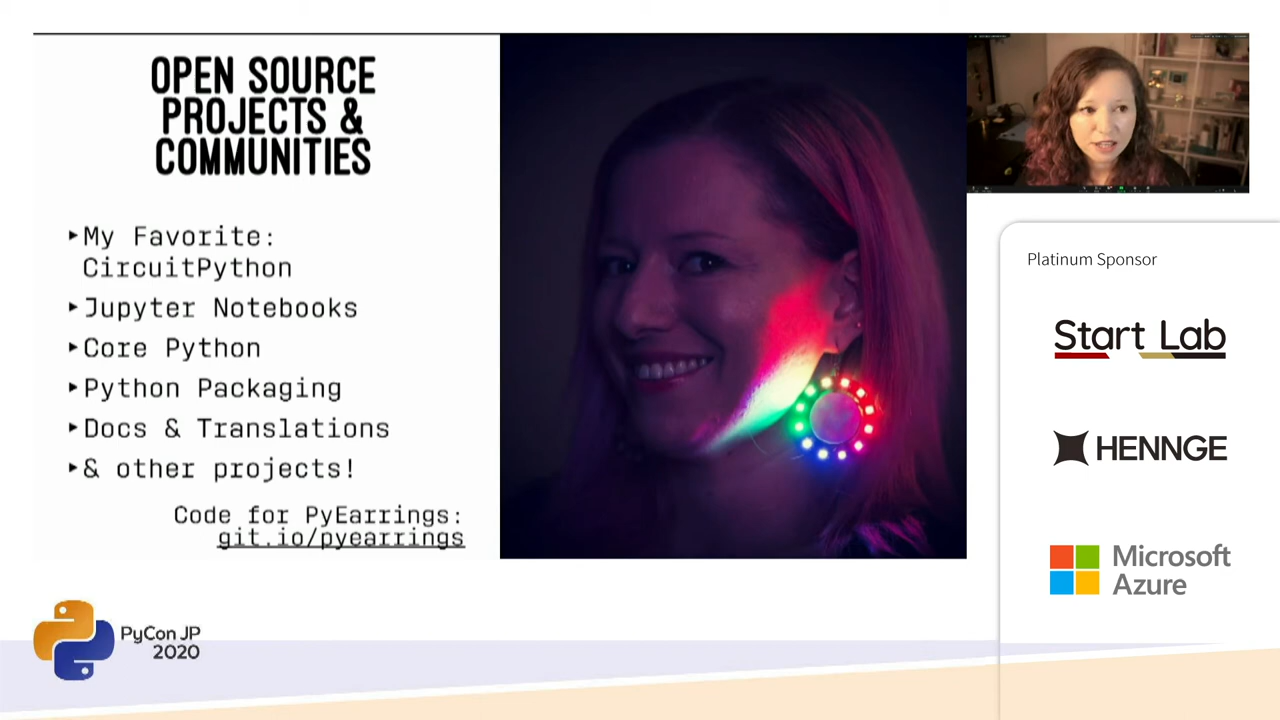 OPEN SOURCE
PROJECTS &
COMMUNITIES
▸My Favorite:
CircuitPython
▸Jupyter Notebooks
▸Core Python
▸Python Packaging
▸Docs & Translations
▸& other projects!
Code for PyEarrings:
git.io/pyearrings
Platinum Sponsor
Start Lab
HENNGE
Microsoft
Azure
PyCon JP
2020